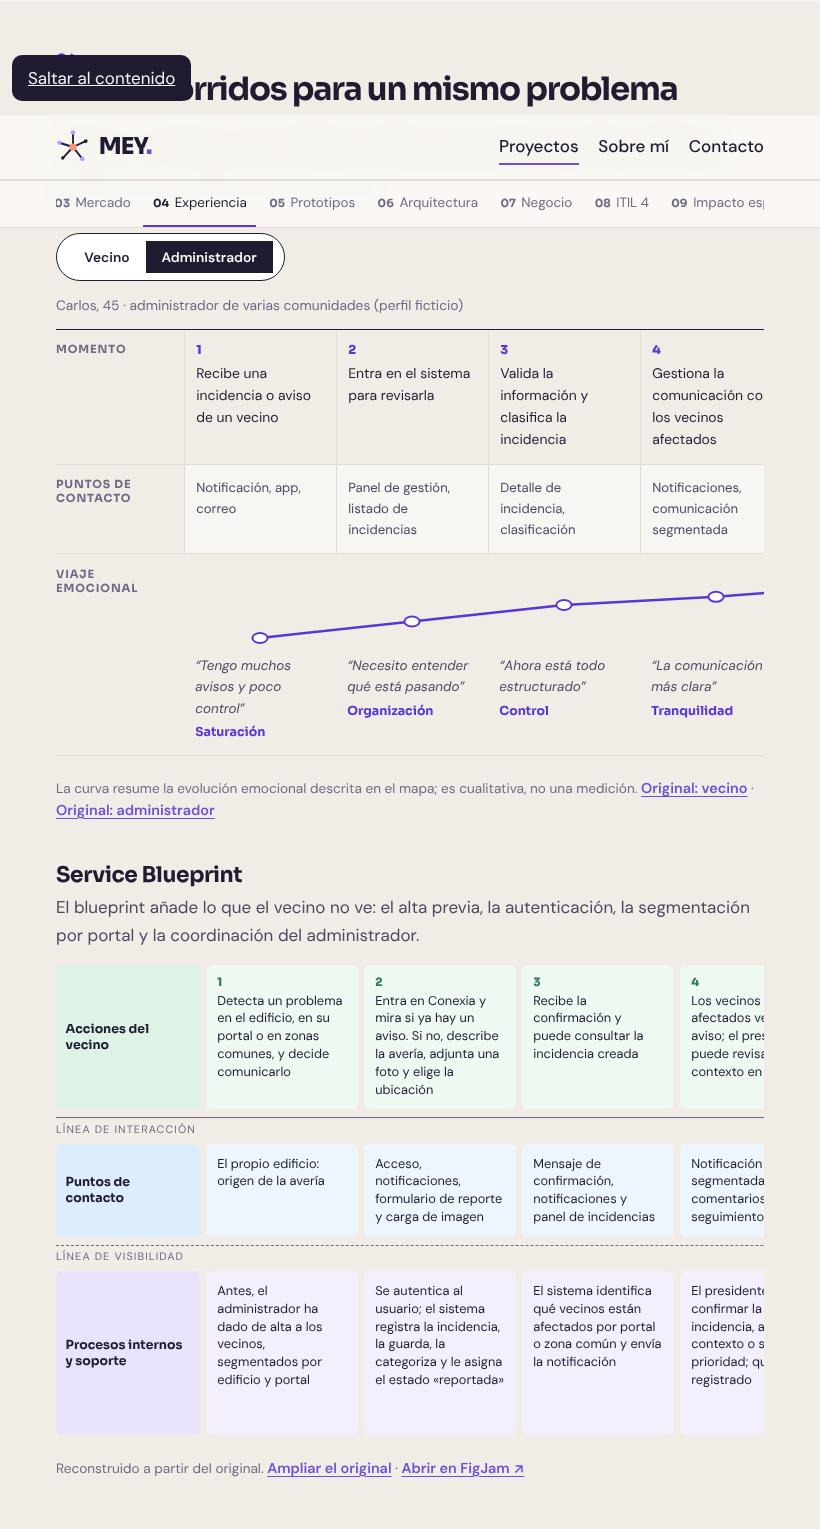 Saltar al contenido
rridos para un mismo problema
MEY.
Proyectos Sobre mí Contacto
03 Mercado 04 Experiencia 05 Prototipos 06 Arquitectura 07 Negocio 08 ITIL 4 09 Impacto
Vecino Administrador
Carlos, 45 · administrador de varias comunidades (perfil ficticio)
MOMENTO
1
Recibe una
incidencia o aviso
de un vecino
2
Entra en el sistema
para revisarla
3
Valida la
información y
clasifica la
incidencia
4
Gestiona la
comunicación co
los vecinos
afectados
PUNTOS DE
CONTACTO
Notificación, app,
correo
Panel de gestión,
listado de
incidencias
Detalle de
incidencia,
clasificación
Notificaciones,
comunicación
segmentada
VIAJE
EMOCIONAL
“Tengo muchos
avisos y poco
control”
Saturación
“Necesito entender
qué está pasando”
Organización
“Ahora está todo
estructurado”
Control
“La comunicación
más clara”
Tranquilidad
La curva resume la evolución emocional descrita en el mapa; es cualitativa, no una medición. Original: vecino ·
Original: administrador
Service Blueprint
El blueprint añade lo que el vecino no ve: el alta previa, la autenticación, la segmentación
por portal y la coordinación del administrador.
Acciones del
vecino
1
Detecta un problema
en el edificio, en su
portal o en zonas
comunes, y decide
comunicarlo
2
Entra en Conexia y
mira si ya hay un
aviso. Si no, describe
la avería, adjunta una
foto y elige la
ubicación
3
Recibe la
confirmación y
puede consultar la
incidencia creada
4
Los vecinos
afectados ve
aviso; el pres
puede revisa
contexto en
LÍNEA DE INTERACCIÓN
Puntos de
contacto
El propio edificio:
origen de la avería
Acceso,
notificaciones,
formulario de reporte
y carga de imagen
Mensaje de
confirmación,
notificaciones y
panel de incidencias
Notificación
segmentada
comentarios
seguimiento
LÍNEA DE VISIBILIDAD
Procesos internos
y soporte
Antes, el
administrador ha
dado de alta a los
vecinos,
segmentados por
edificio y portal
Se autentica al
usuario; el sistema
registra la incidencia,
la guarda, la
categoriza y le asigna
el estado «reportada»
El sistema identifica
qué vecinos están
afectados por portal
o zona común y envía
la notificación
El presidente
confirmar la
incidencia, a
contexto o s
prioridad; qu
registrado
Reconstruido a partir del original. Ampliar el original · Abrir en FigJam ↗